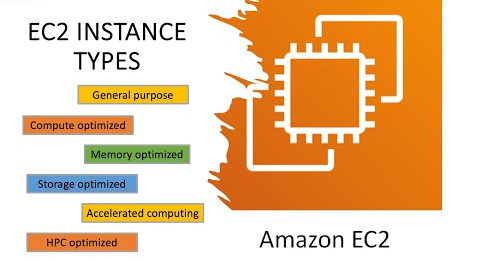 EC2 INSTANCE
TYPES
General purpose
Compute optimized
Memory optimized
Storage optimized
Accelerated computing
HPC optimized
Amazon EC2